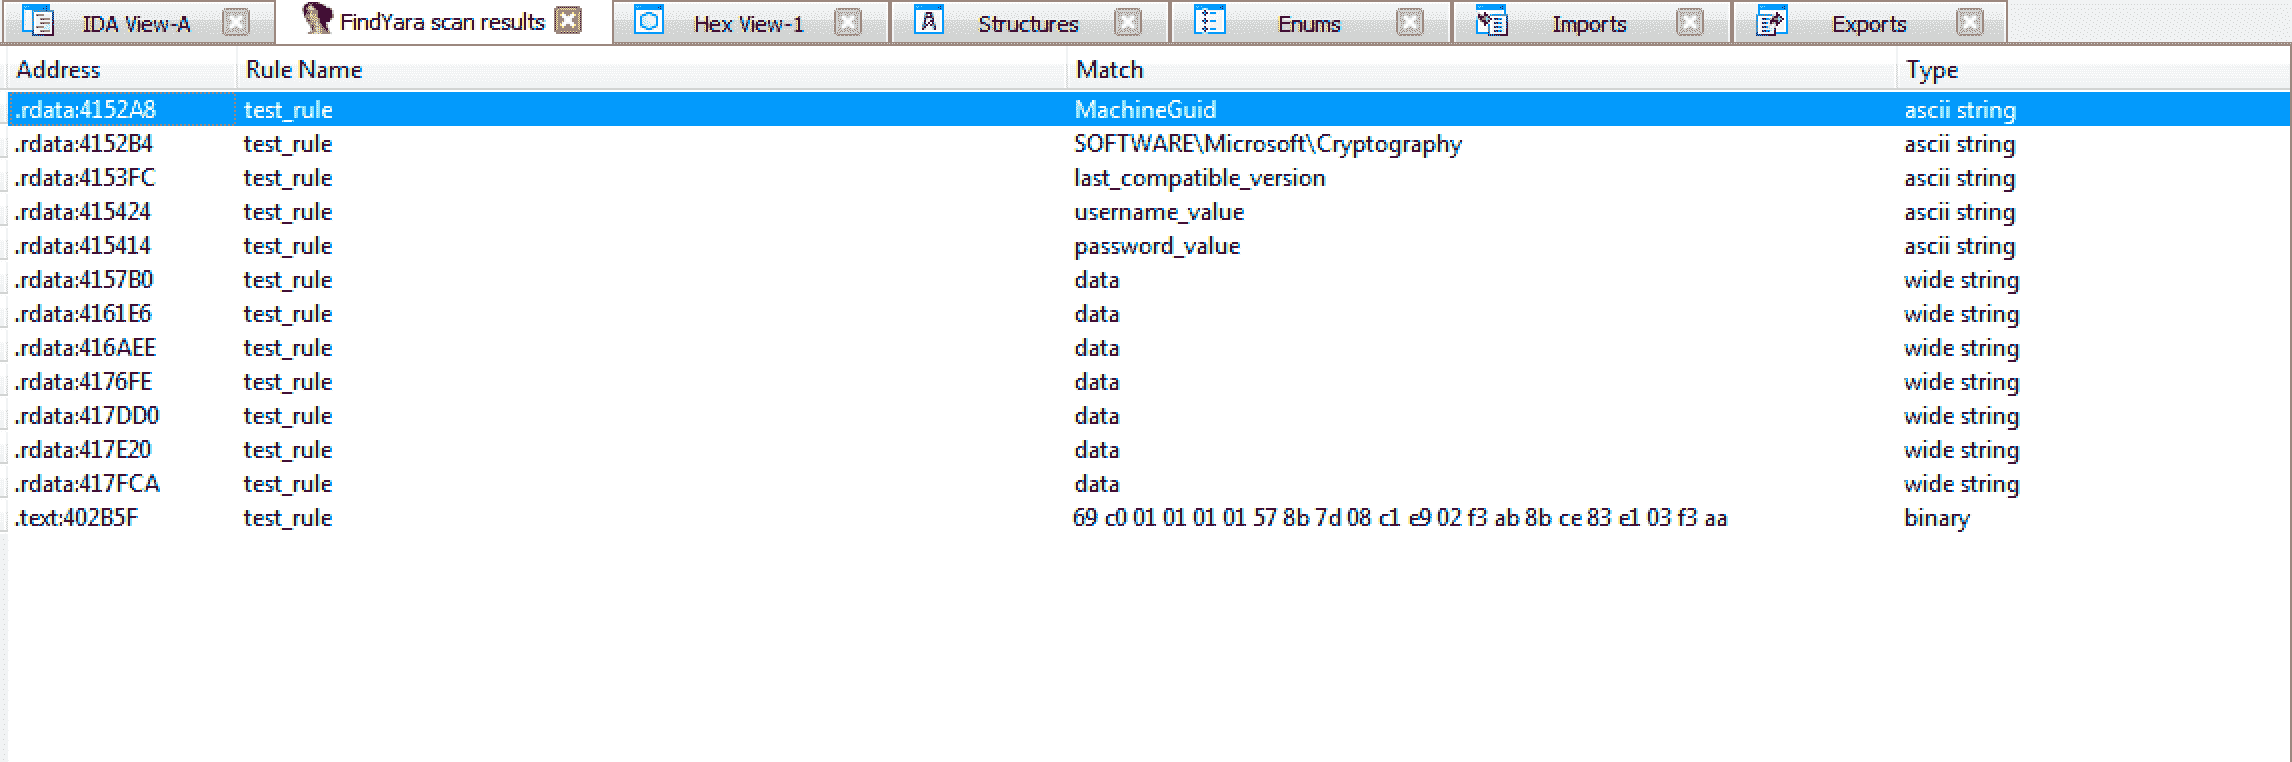 IDA View-A FindYara scan results Hex View-1 Structures Enums Imports Exports
Address Rule Name Match Type
.rdata:4152A8 test_rule MachineGuid ascii string
.rdata:4152B4 test_rule SOFTWARE\Microsoft\Cryptography ascii string
.rdata:4153FC test_rule last_compatible_version ascii string
.rdata:415424 test_rule username_value ascii string
.rdata:415414 test_rule password_value ascii string
.rdata:4157B0 test_rule data wide string
.rdata:4161E6 test_rule data wide string
.rdata:416AEE test_rule data wide string
.rdata:4176FE test_rule data wide string
.rdata:417DD0 test_rule data wide string
.rdata:417E20 test_rule data wide string
.rdata:417FCA test_rule data wide string
.text:402B5F test_rule 69 c0 01 01 01 01 57 8b 7d 08 c1 e9 02 f3 ab 8b ce 83 e1 03 f3 aa binary